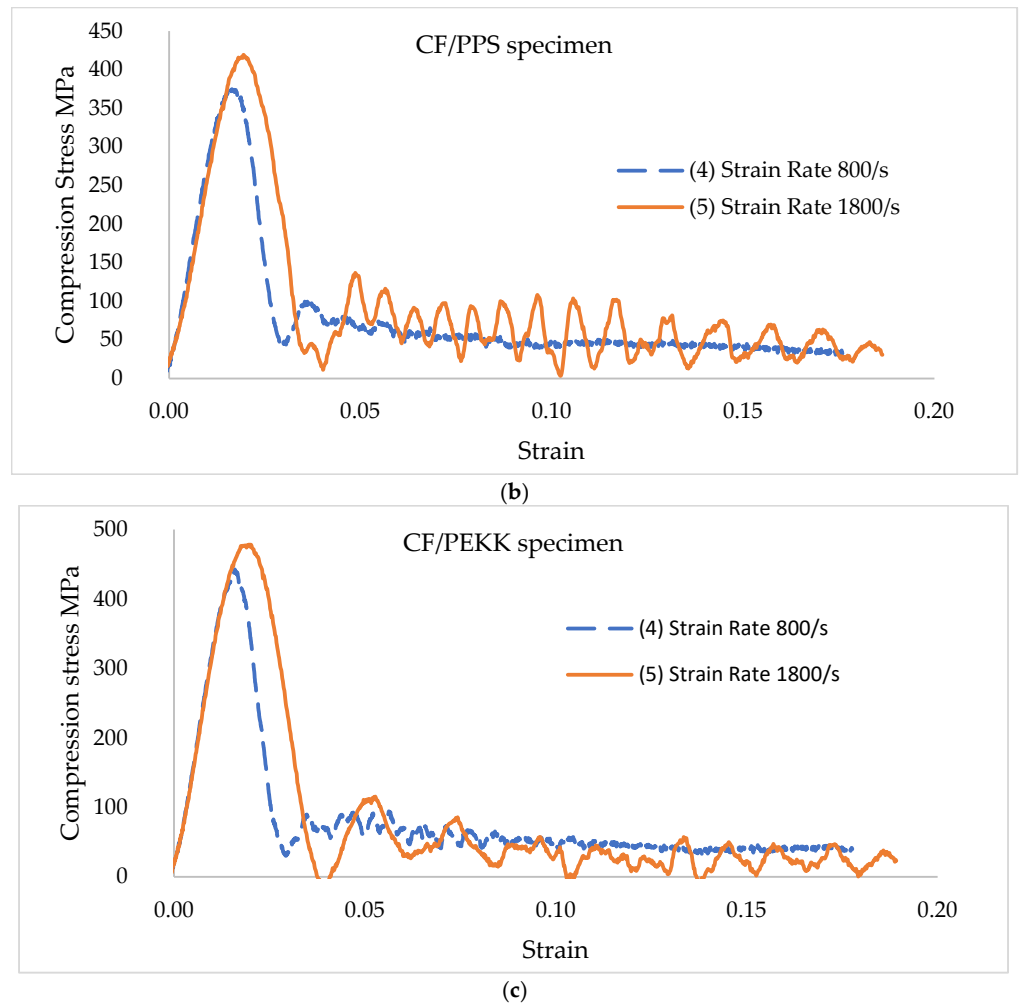 CF/PPS specimen
Compression Stress MPa
450
400
350
300
250
200
150
100
50
0
(4) Strain Rate 800/s
(5) Strain Rate 1800/s
0.00 0.05 0.10 0.15 0.20
Strain
(b)
CF/PEKK specimen
Compression stress MPa
500
400
300
200
100
0
(4) Strain Rate 800/s
(5) Strain Rate 1800/s
0.00 0.05 0.10 0.15 0.20
Strain
(c)